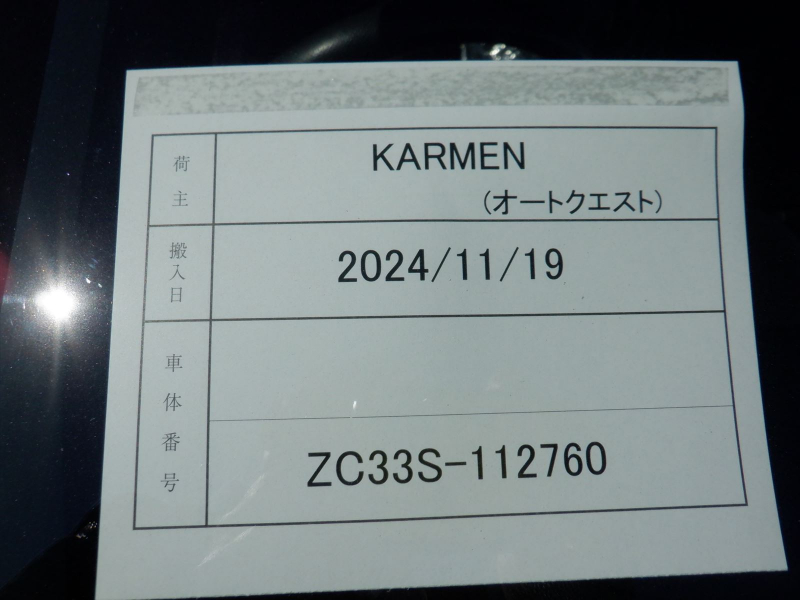 荷主
KARMEN
(オートクエスト)
搬入日
2024/11/19
車体番号
ZC33S-112760